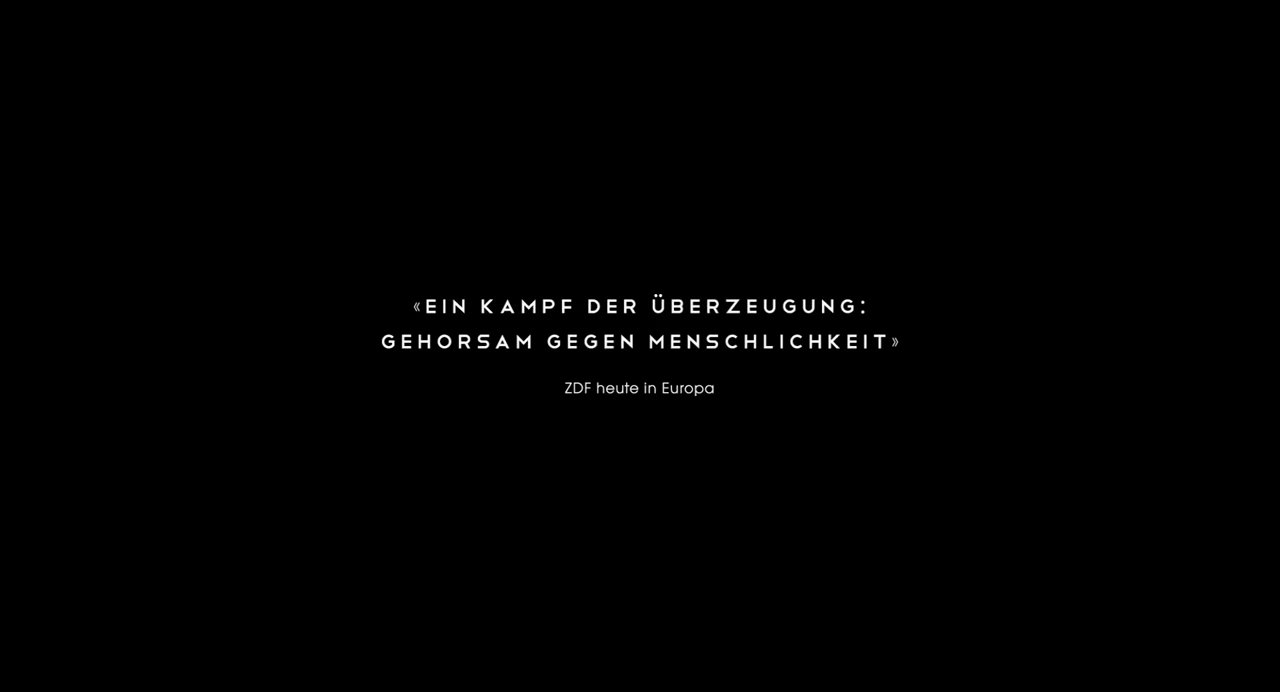 «EIN KAMPF DER ÜBERZEUGUNG:
GEHORSAM GEGEN MENSCHLICHKEIT»
ZDF heute in Europa